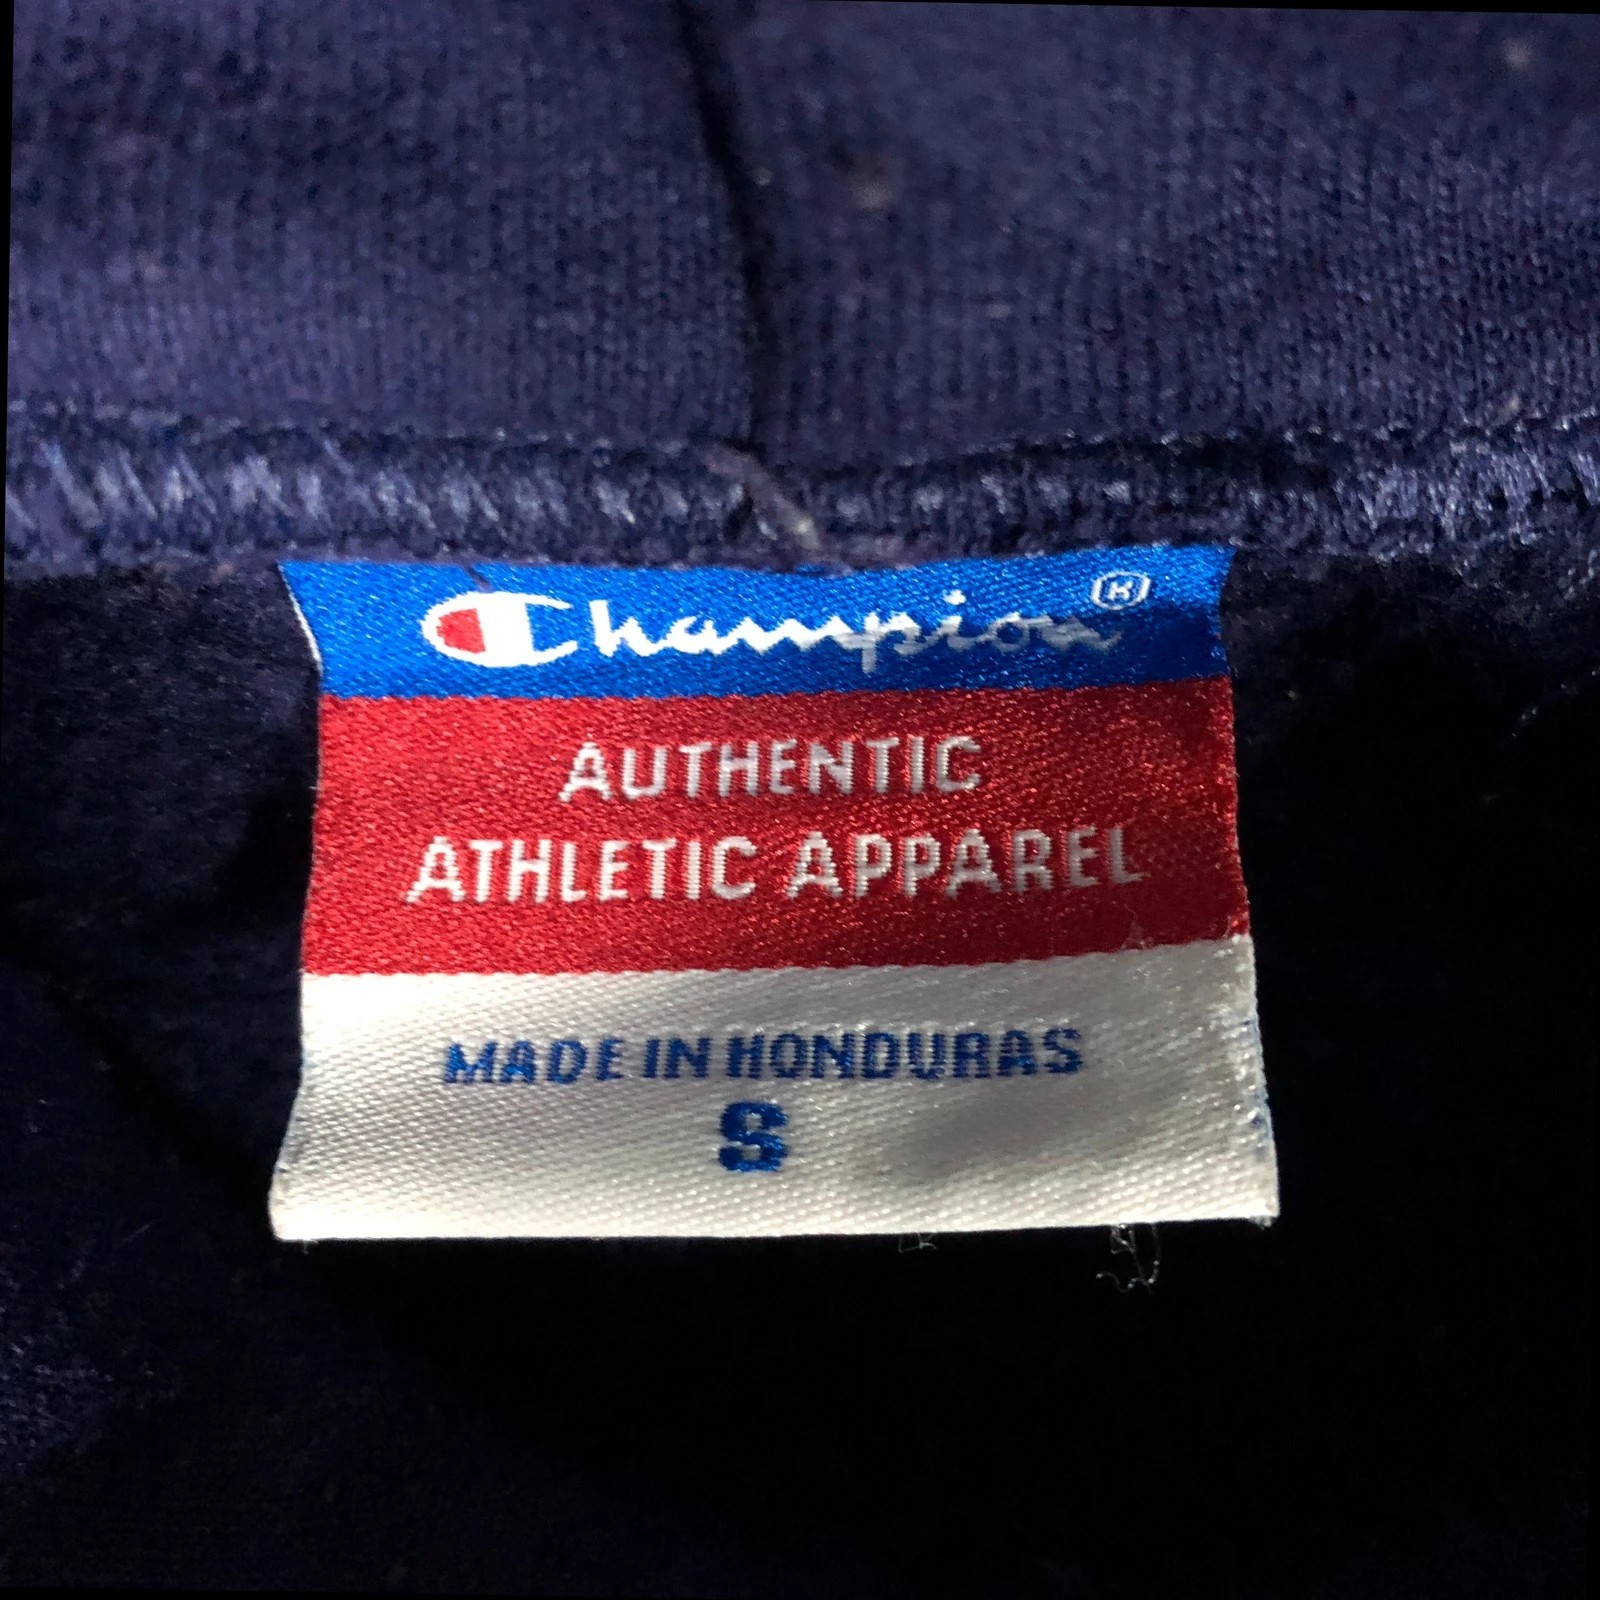 Champion®
AUTHENTIC
ATHLETIC APPAREL
MADE IN HONDURAS
S